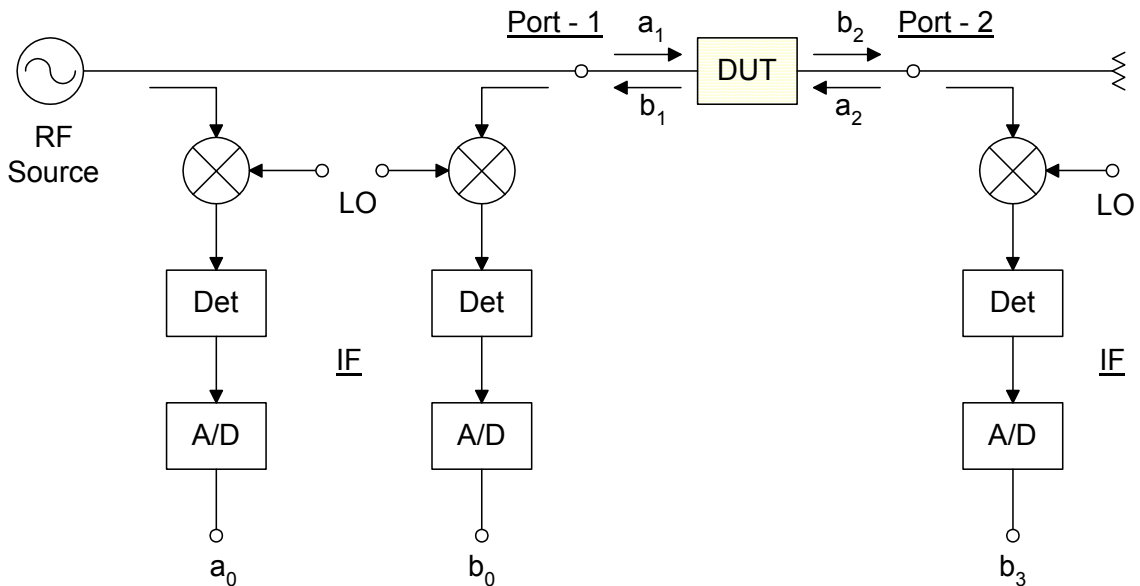 Port - 1
a1
b2
Port - 2
DUT
b1
a2
RF
Source
LO
LO
Det
Det
Det
IF
IF
A/D
A/D
A/D
a0
b0
b3